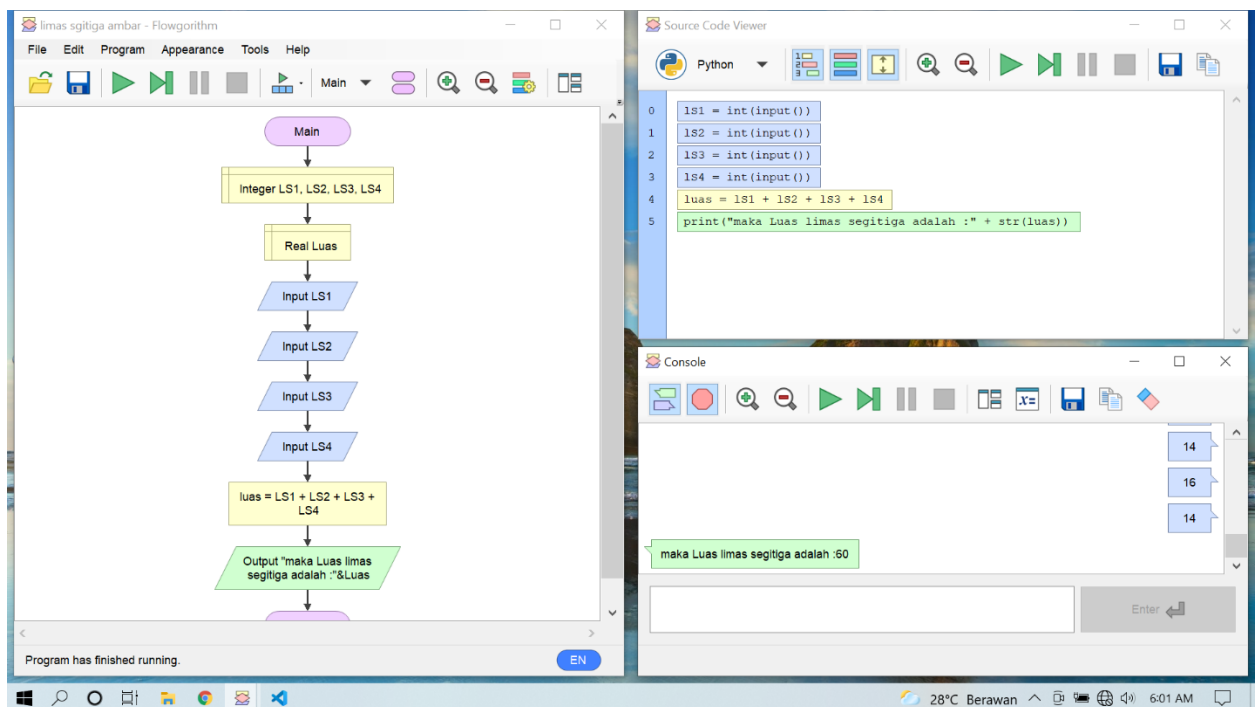 limas sgitiga ambar - Flowgorithm
File Edit Program Appearance Tools Help
Main
Main
Integer LS1, LS2, LS3, LS4
Real Luas
Input LS1
Input LS2
Input LS3
Input LS4
luas = LS1 + LS2 + LS3 +
LS4
Output "maka Luas limas
segitiga adalah :"&Luas
Program has finished running.
EN
Source Code Viewer
Python
0 lS1 = int(input())
1 lS2 = int(input())
2 lS3 = int(input())
3 lS4 = int(input())
4 luas = lS1 + lS2 + lS3 + lS4
5 print("maka Luas limas segitiga adalah :" + str(luas))
Console
x=
14
16
14
maka Luas limas segitiga adalah :60
Enter
28°C Berawan
6:01 AM